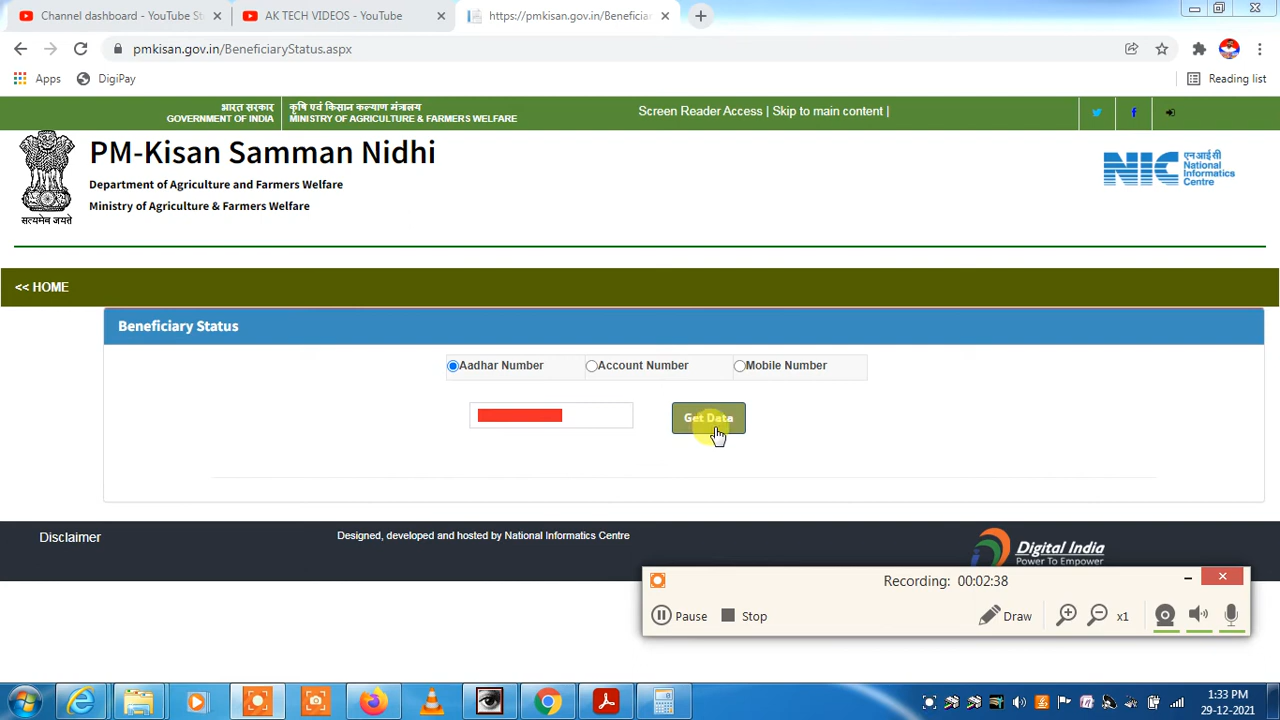 Channel dashboard - YouTube St
AK TECH VIDEOS - YouTube
https://pmkisan.gov.in/Beneficiar
pmkisan.gov.in/BeneficiaryStatus.aspx
Apps
DigiPay
Reading list
भारत सरकार
GOVERNMENT OF INDIA
कृषि एवं किसान कल्याण मंत्रालय
MINISTRY OF AGRICULTURE & FARMERS WELFARE
Screen Reader Access | Skip to main content |
PM-Kisan Samman Nidhi
Department of Agriculture and Farmers Welfare
Ministry of Agriculture & Farmers Welfare
सत्यमेव जयते
NIC
एनआईसी
National
Informatics
Centre
<< HOME
Beneficiary Status
Aadhar Number
Account Number
Mobile Number
Get Data
Disclaimer
Designed, developed and hosted by National Informatics Centre
Digital India
Power To Empower
Recording: 00:02:38
Pause
Stop
Draw
x1
1:33 PM
29-12-2021